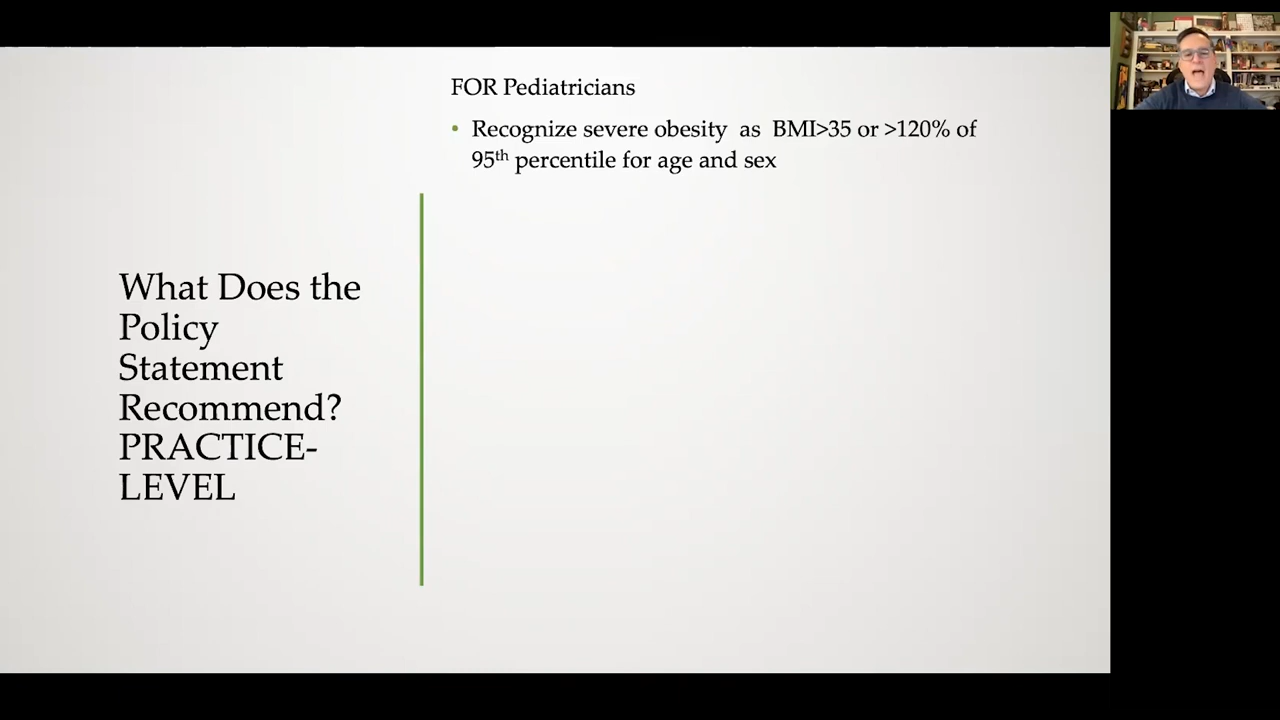 FOR Pediatricians
• Recognize severe obesity as BMI>35 or >120% of
95th percentile for age and sex
What Does the
Policy
Statement
Recommend?
PRACTICE-
LEVEL